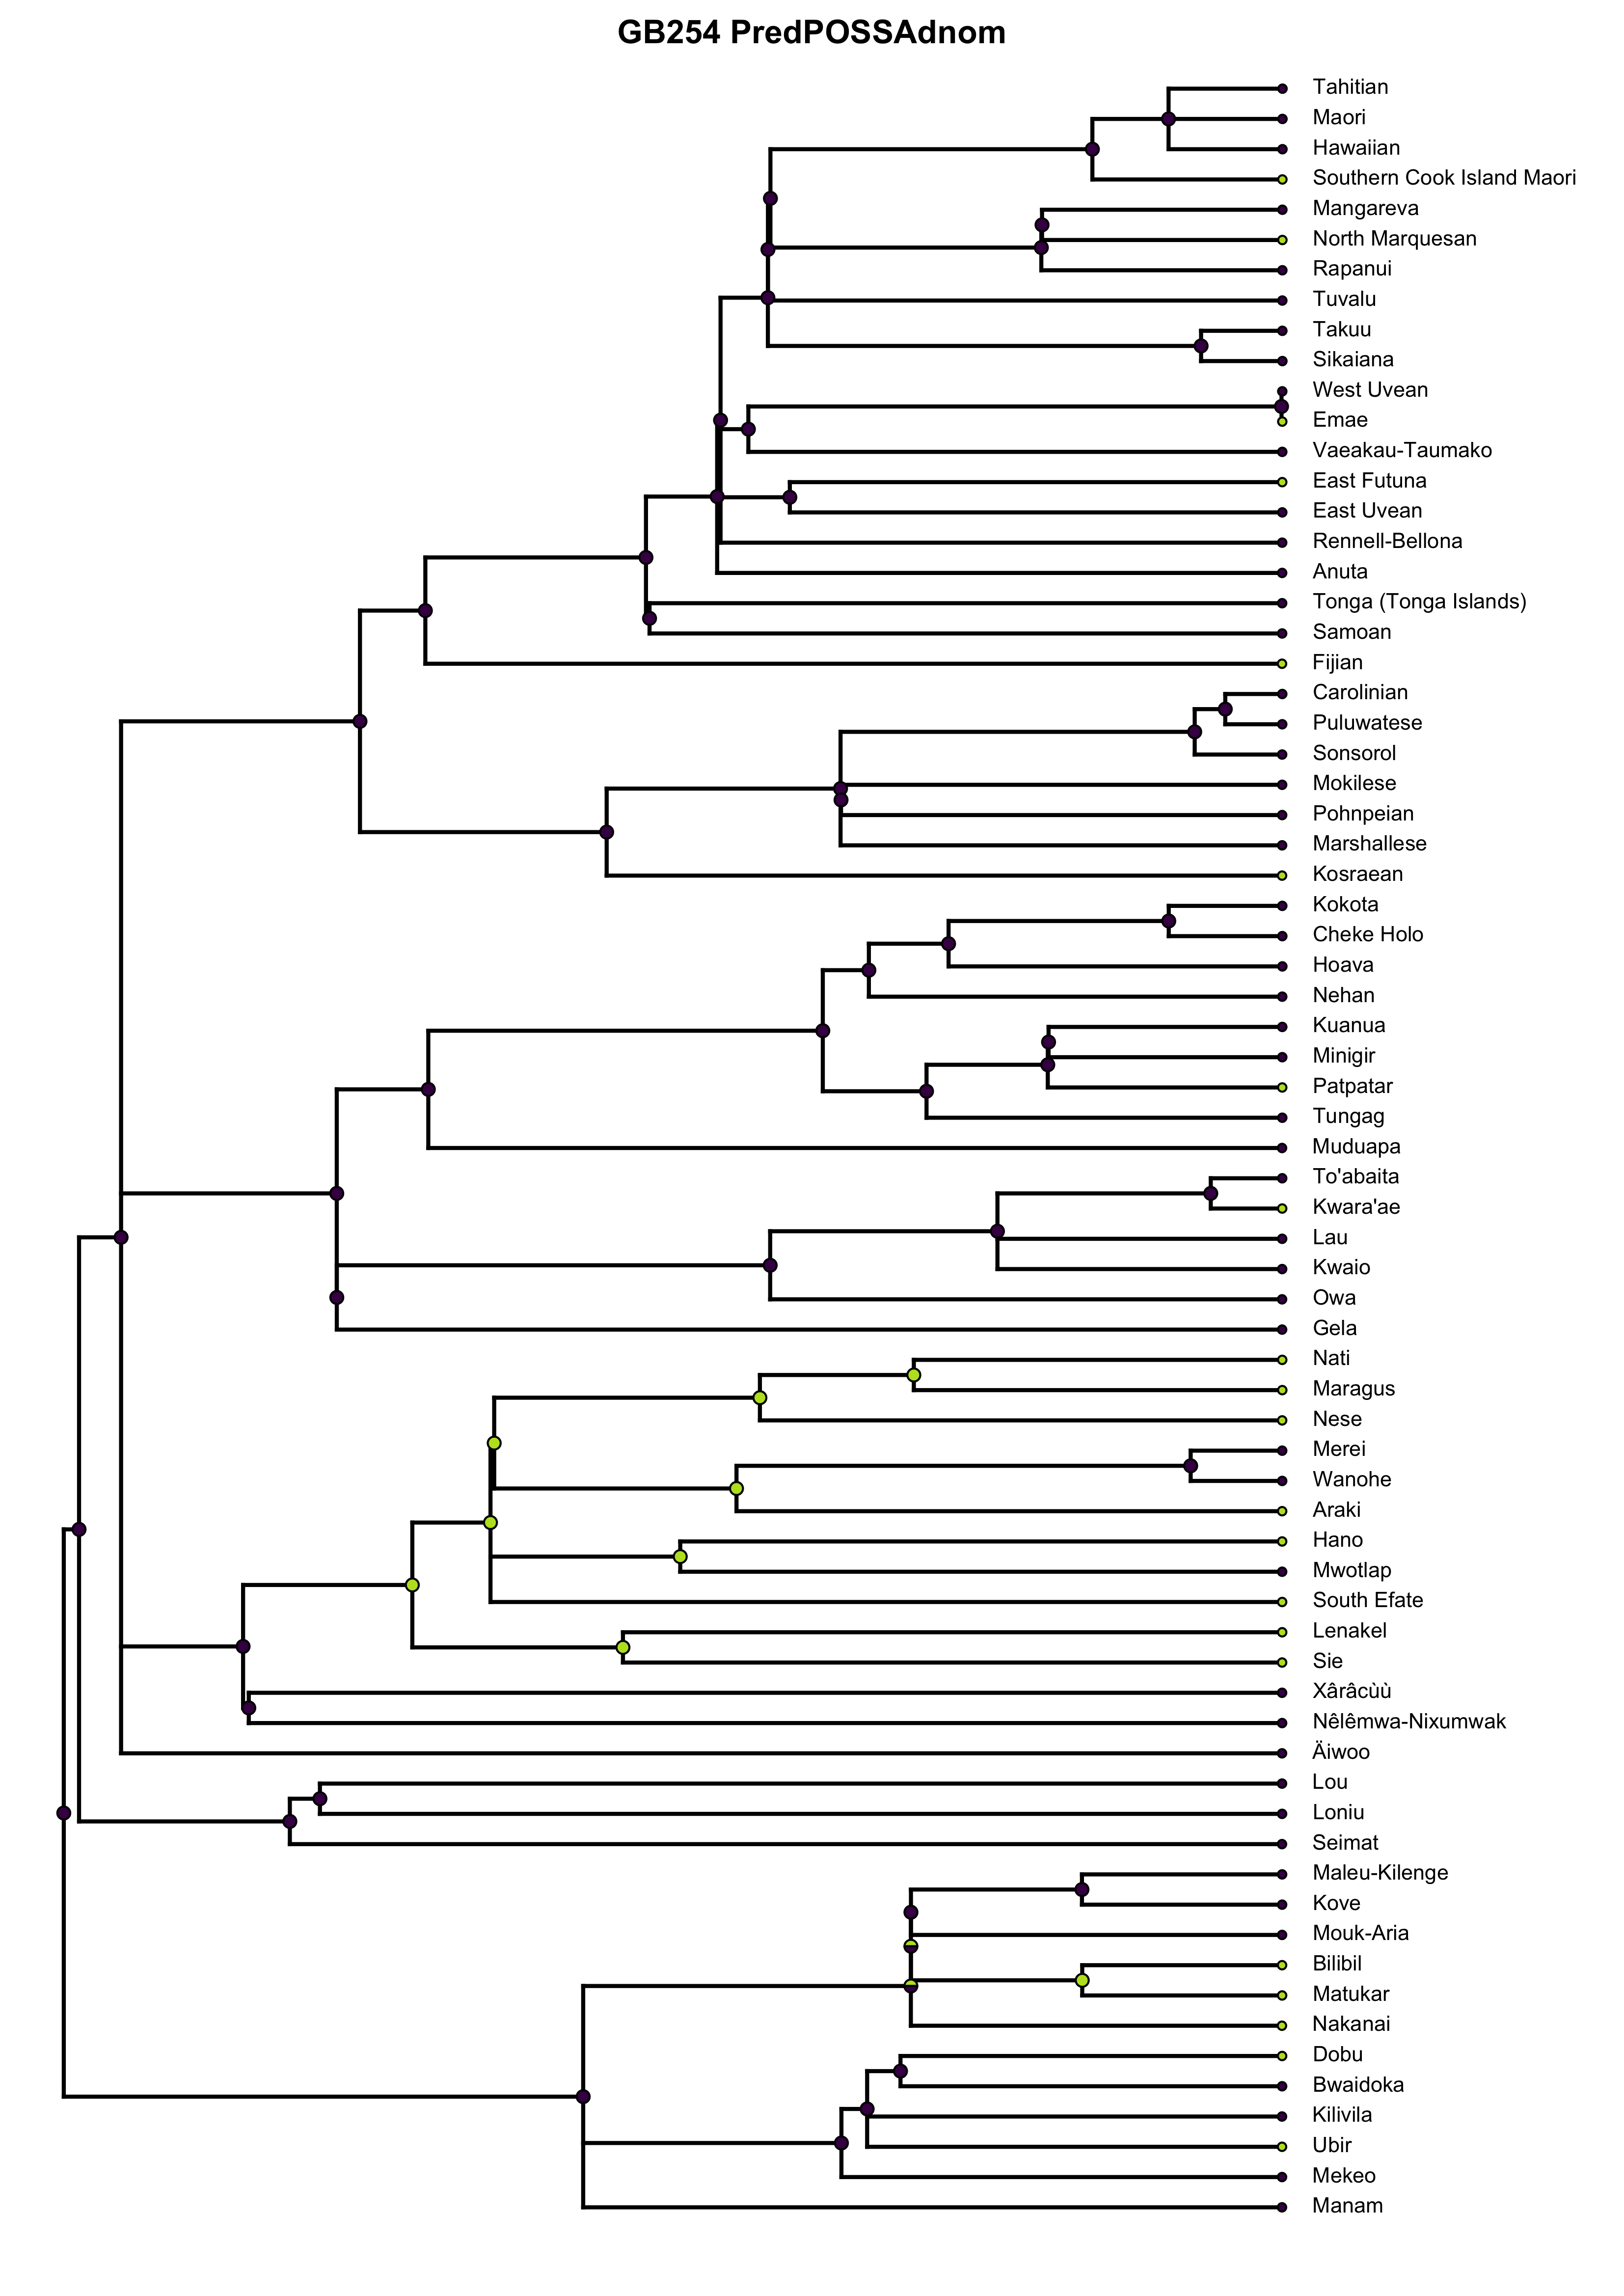 GB254 PredPOSSAdnom
Tahitian
Maori
Hawaiian
Southern Cook Island Maori
Mangareva
North Marquesan
Rapanui
Tuvalu
Takuu
Sikaiana
West Uvean
Emae
Vaeakau-Taumako
East Futuna
East Uvean
Rennell-Bellona
Anuta
Tonga (Tonga Islands)
Samoan
Fijian
Carolinian
Puluwatese
Sonsorol
Mokilese
Pohnpeian
Marshallese
Kosraean
Kokota
Cheke Holo
Hoava
Nehan
Kuanua
Minigir
Patpatar
Tungag
Muduapa
To'abaita
Kwara'ae
Lau
Kwaio
Owa
Gela
Nati
Maragus
Nese
Merei
Wanohe
Araki
Hano
Mwotlap
South Efate
Lenakel
Sie
Xârâcùù
Nêlêmwa-Nixumwak
Äiwoo
Lou
Loniu
Seimat
Maleu-Kilenge
Kove
Mouk-Aria
Bilibil
Matukar
Nakanai
Dobu
Bwaidoka
Kilivila
Ubir
Mekeo
Manam